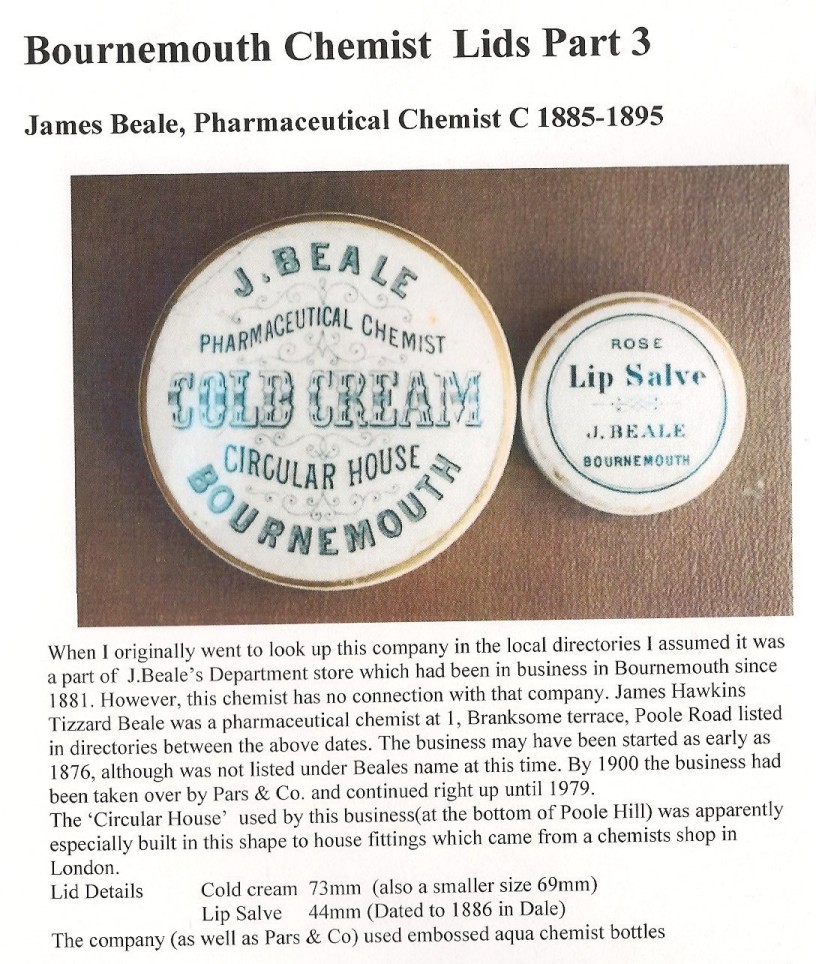 Bournemouth Chemist Lids Part 3
James Beale, Pharmaceutical Chemist C 1885-1895
J. BEALE
PHARMACEUTICAL CHEMIST
COLD CREAM
CIRCULAR HOUSE
BOURNEMOUTH
ROSE
Lip Salve
J. BEALE
BOURNEMOUTH
When I originally went to look up this company in the local directories I assumed it was
a part of J.Beale's Department store which had been in business in Bournemouth since
1881. However, this chemist has no connection with that company. James Hawkins
Tizzard Beale was a pharmaceutical chemist at 1, Branksome terrace, Poole Road listed
in directories between the above dates. The business may have been started as early as
1876, although was not listed under Beales name at this time. By 1900 the business had
been taken over by Pars & Co. and continued right up until 1979.
The 'Circular House' used by this business(at the bottom of Poole Hill) was apparently
especially built in this shape to house fittings which came from a chemists shop in
London.
Lid Details Cold cream 73mm (also a smaller size 69mm)
Lip Salve 44mm (Dated to 1886 in Dale)
The company (as well as Pars & Co) used embossed aqua chemist bottles